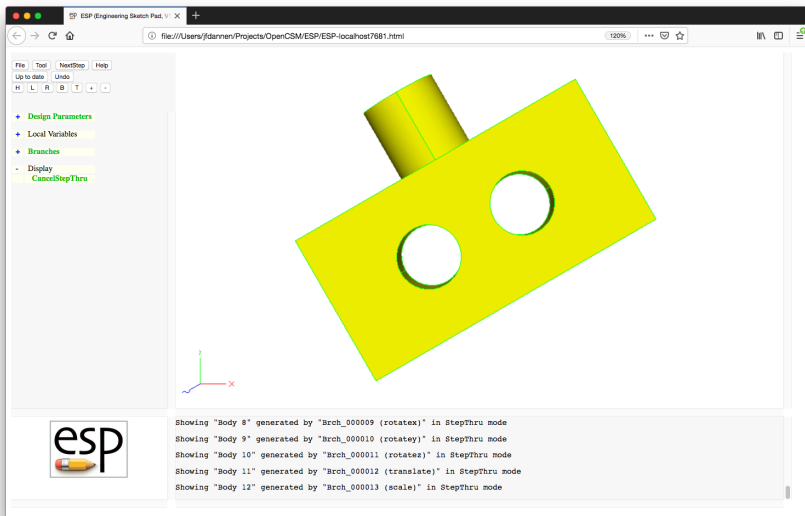 ESP (Engineering Sketch Pad, V1
file:///Users/jfdannen/Projects/OpenCSM/ESP/ESP-localhost7681.html
120%
File Tool NextStep Help
Up to date Undo
H L R B T + -
+ Design Parameters
+ Local Variables
+ Branches
- Display
CancelStepThru
Y
X
esp
Showing "Body 8" generated by "Brch_000009 (rotatex)" in StepThru mode
Showing "Body 9" generated by "Brch_000010 (rotatey)" in StepThru mode
Showing "Body 10" generated by "Brch_000011 (rotatez)" in StepThru mode
Showing "Body 11" generated by "Brch_000012 (translate)" in StepThru mode
Showing "Body 12" generated by "Brch_000013 (scale)" in StepThru mode